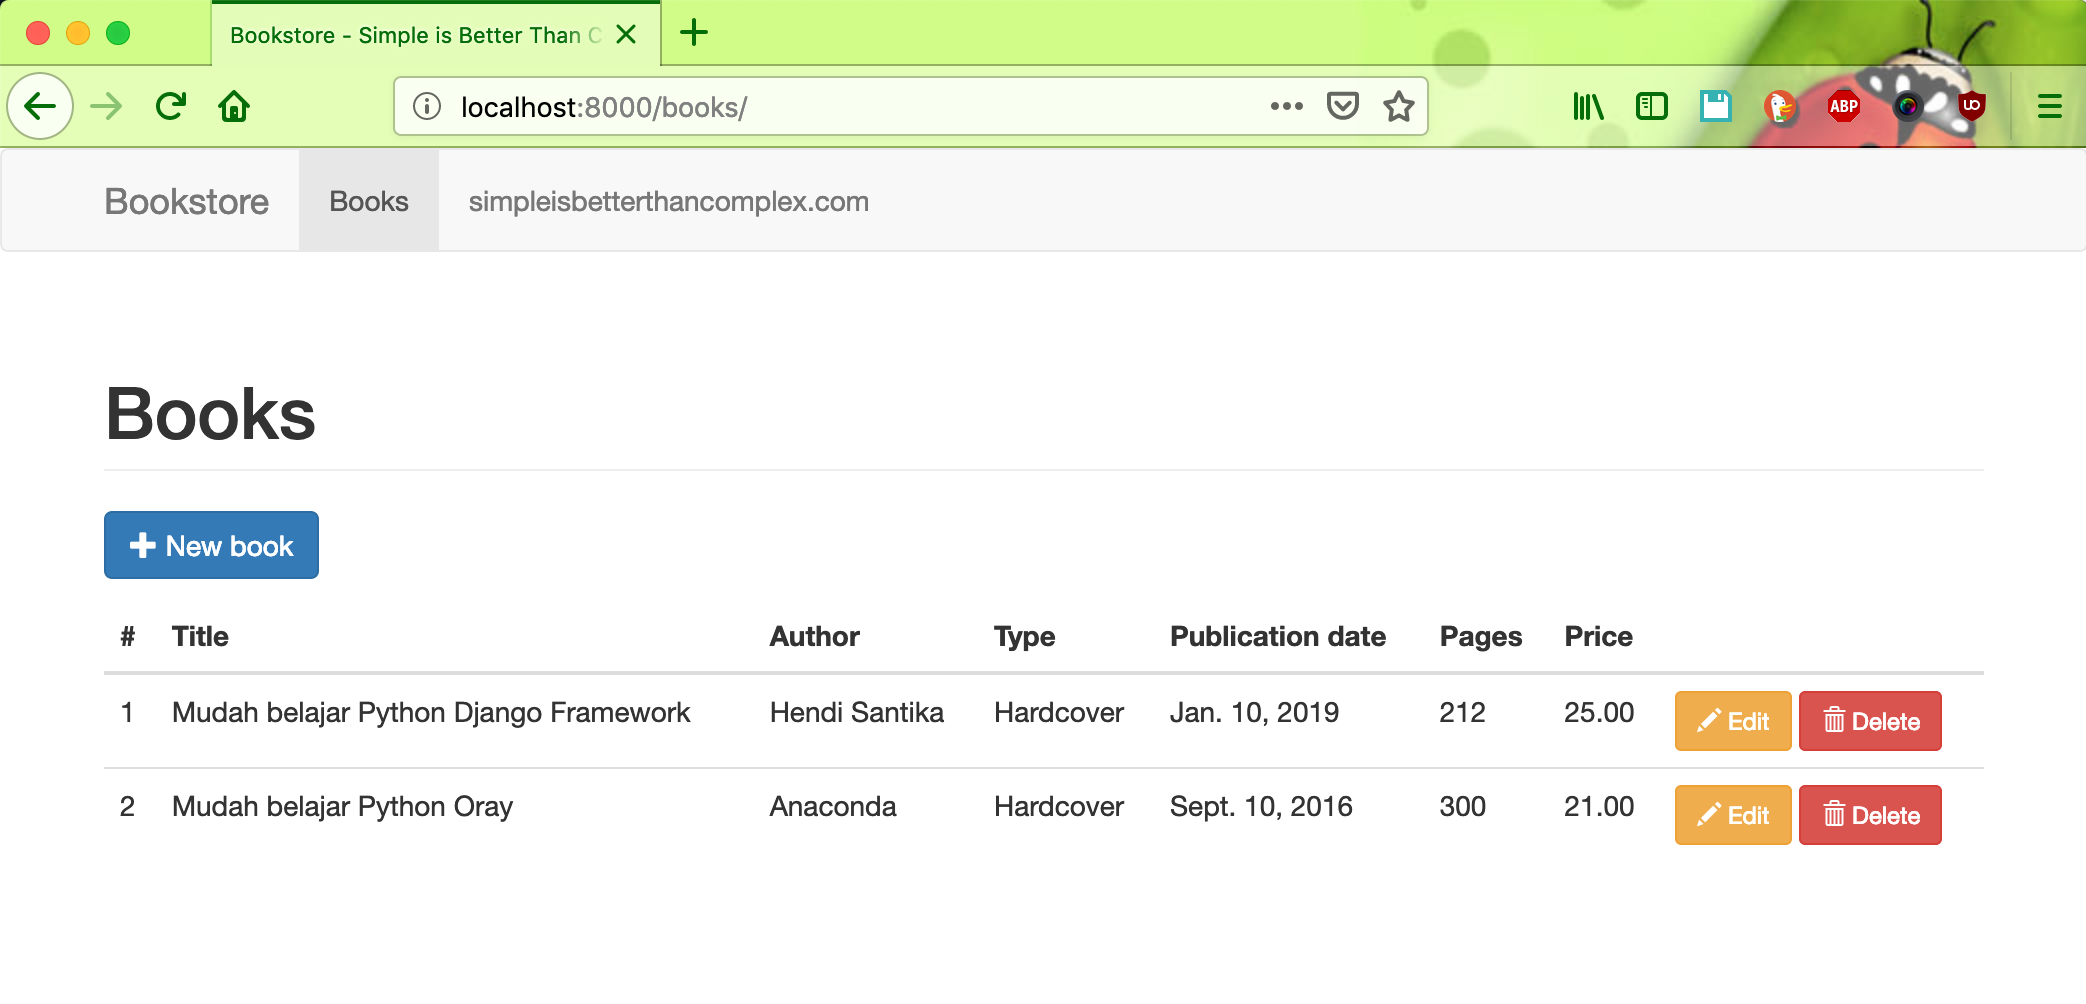 Bookstore - Simple is Better Than C
localhost:8000/books/
ABP
Bookstore Books simpleisbetterthancomplex.com
Books
New book
# Title Author Type Publication date Pages Price
1 Mudah belajar Python Django Framework Hendi Santika Hardcover Jan. 10, 2019 212 25.00 Edit Delete
2 Mudah belajar Python Oray Anaconda Hardcover Sept. 10, 2016 300 21.00 Edit Delete